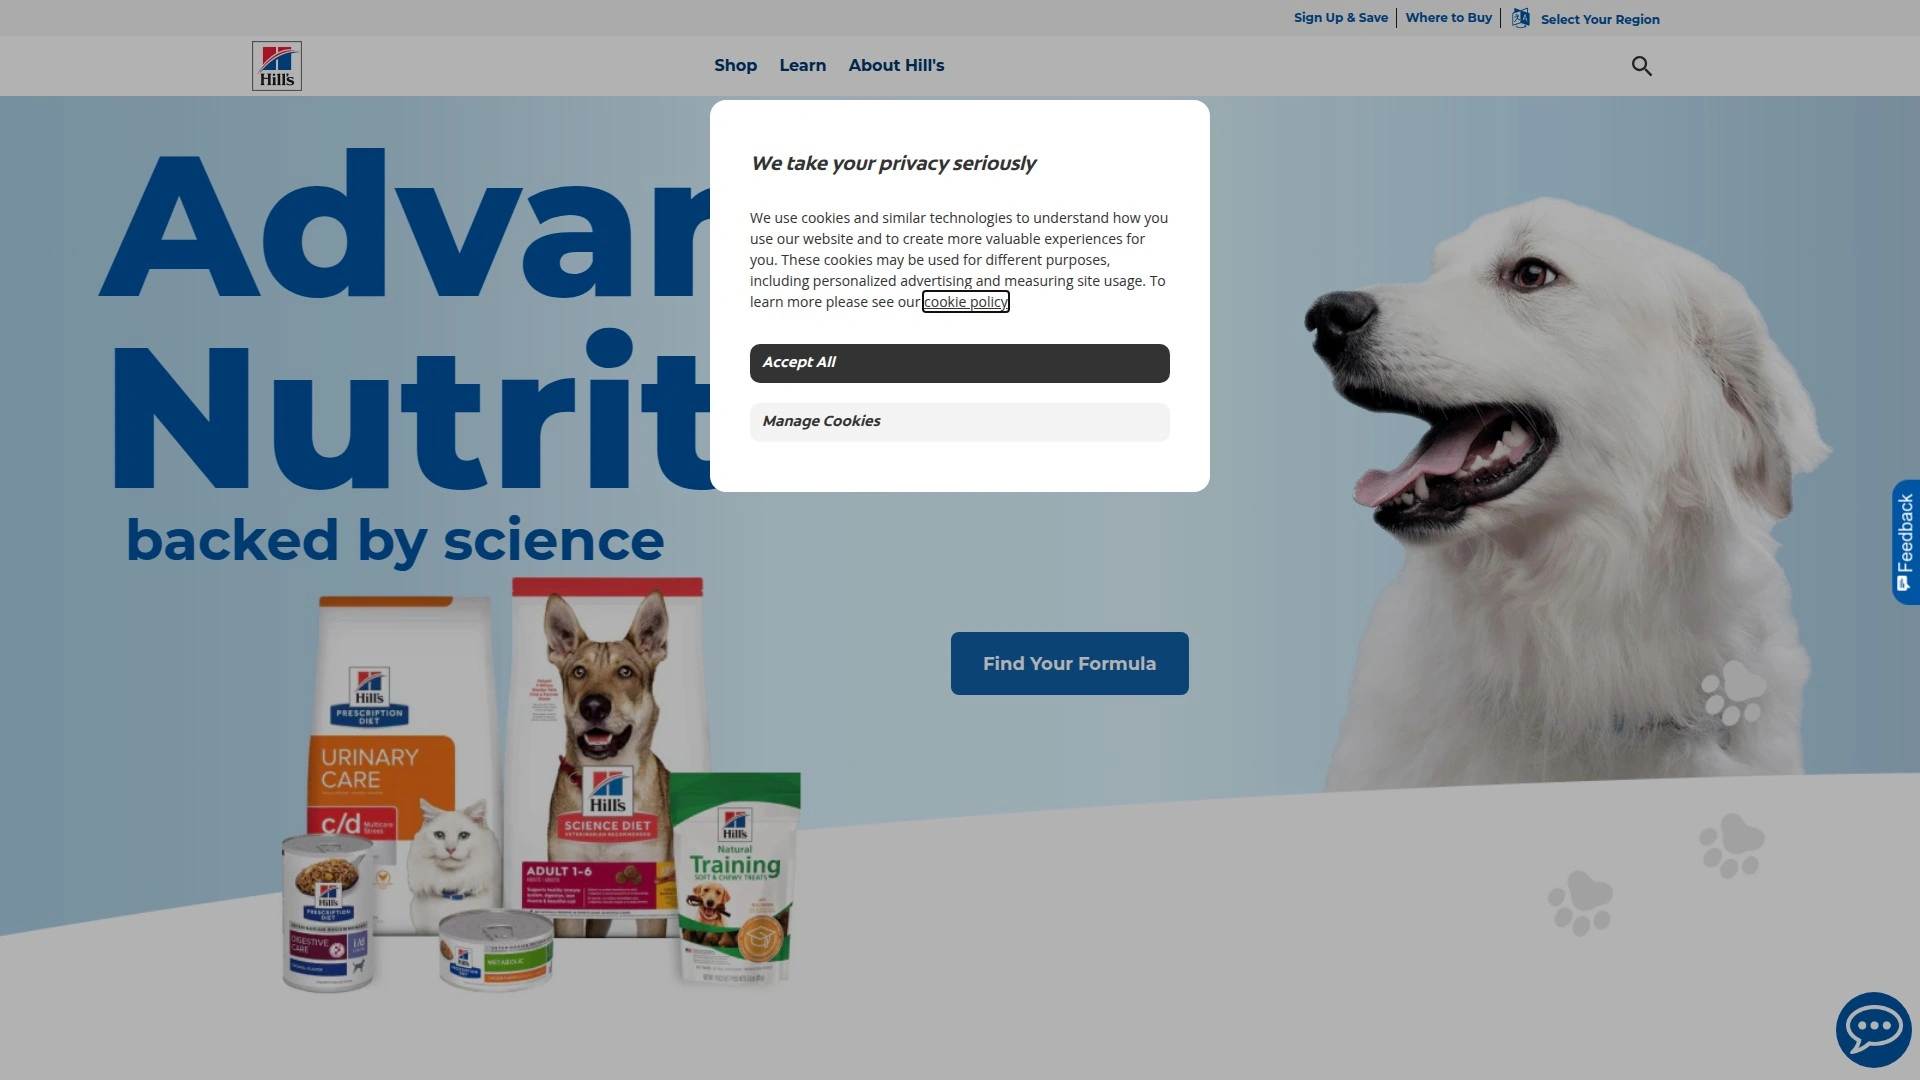 Sign Up & Save
Where to Buy
Select Your Region
Hill's
Shop
Learn
About Hill's
We take your privacy seriously
We use cookies and similar technologies to understand how you
use our website and to create more valuable experiences for
you. These cookies may be used for different purposes,
including personalized advertising and measuring site usage. To
learn more please see our cookie policy
Accept All
Manage Cookies
Advan
Nutrit
backed by science
Find Your Formula
Feedback
Hill's
PRESCRIPTION
DIET
URINARY
CARE
c/d Multicare
Stress
Hill's
SCIENCE DIET
VETERINARIAN RECOMMENDED
ADULT 1-6
Hill's
Natural
Training
SOFT & CHEWY TREATS
Hill's
PRESCRIPTION
DIET
DIGESTIVE
CARE
i/d
Hill's
METABOLIC